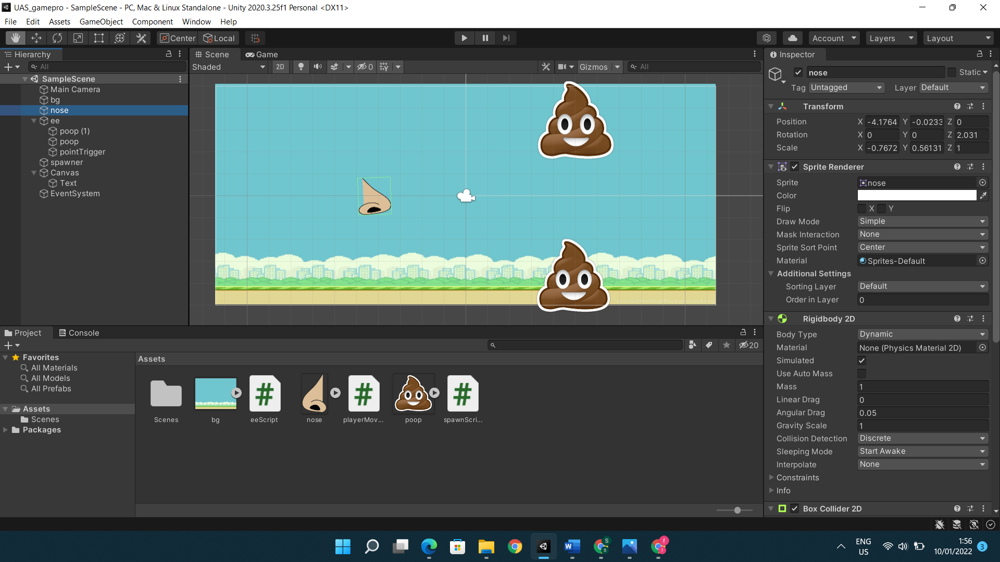 UAS_gamepro - SampleScene - PC, Mac & Linux Standalone - Unity 2020.3.25f1 Personal <DX11>
File Edit Assets GameObject Component Window Help
Center Local Account Layers Layout
Hierarchy
All
SampleScene
Main Camera
bg
nose
ee
poop (1)
poop
pointTrigger
spawner
Canvas
Text
EventSystem
Scene Game
Shaded 2D 0 Gizmos All
Inspector
nose Static
Tag Untagged Layer Default
Transform
Position X -4.1764 Y -0.0233 Z 0
Rotation X 0 Y 0 Z 2.031
Scale X -0.7672 Y 0.56131 Z 1
Sprite Renderer
Sprite nose
Color
Flip X Y
Draw Mode Simple
Mask Interaction None
Sprite Sort Point Center
Material Sprites-Default
Additional Settings
Sorting Layer Default
Order in Layer 0
Rigidbody 2D
Body Type Dynamic
Material None (Physics Material 2D)
Simulated
Use Auto Mass
Mass 1
Linear Drag 0
Angular Drag 0.05
Gravity Scale 1
Collision Detection Discrete
Sleeping Mode Start Awake
Interpolate None
Constraints
Info
Box Collider 2D
Project Console
20
Favorites
All Materials
All Models
All Prefabs
Assets
Scenes
Packages
Assets
Scenes bg eeScript nose playerMov... poop spawnScri...
ENG
US
1:56
10/01/2022
3